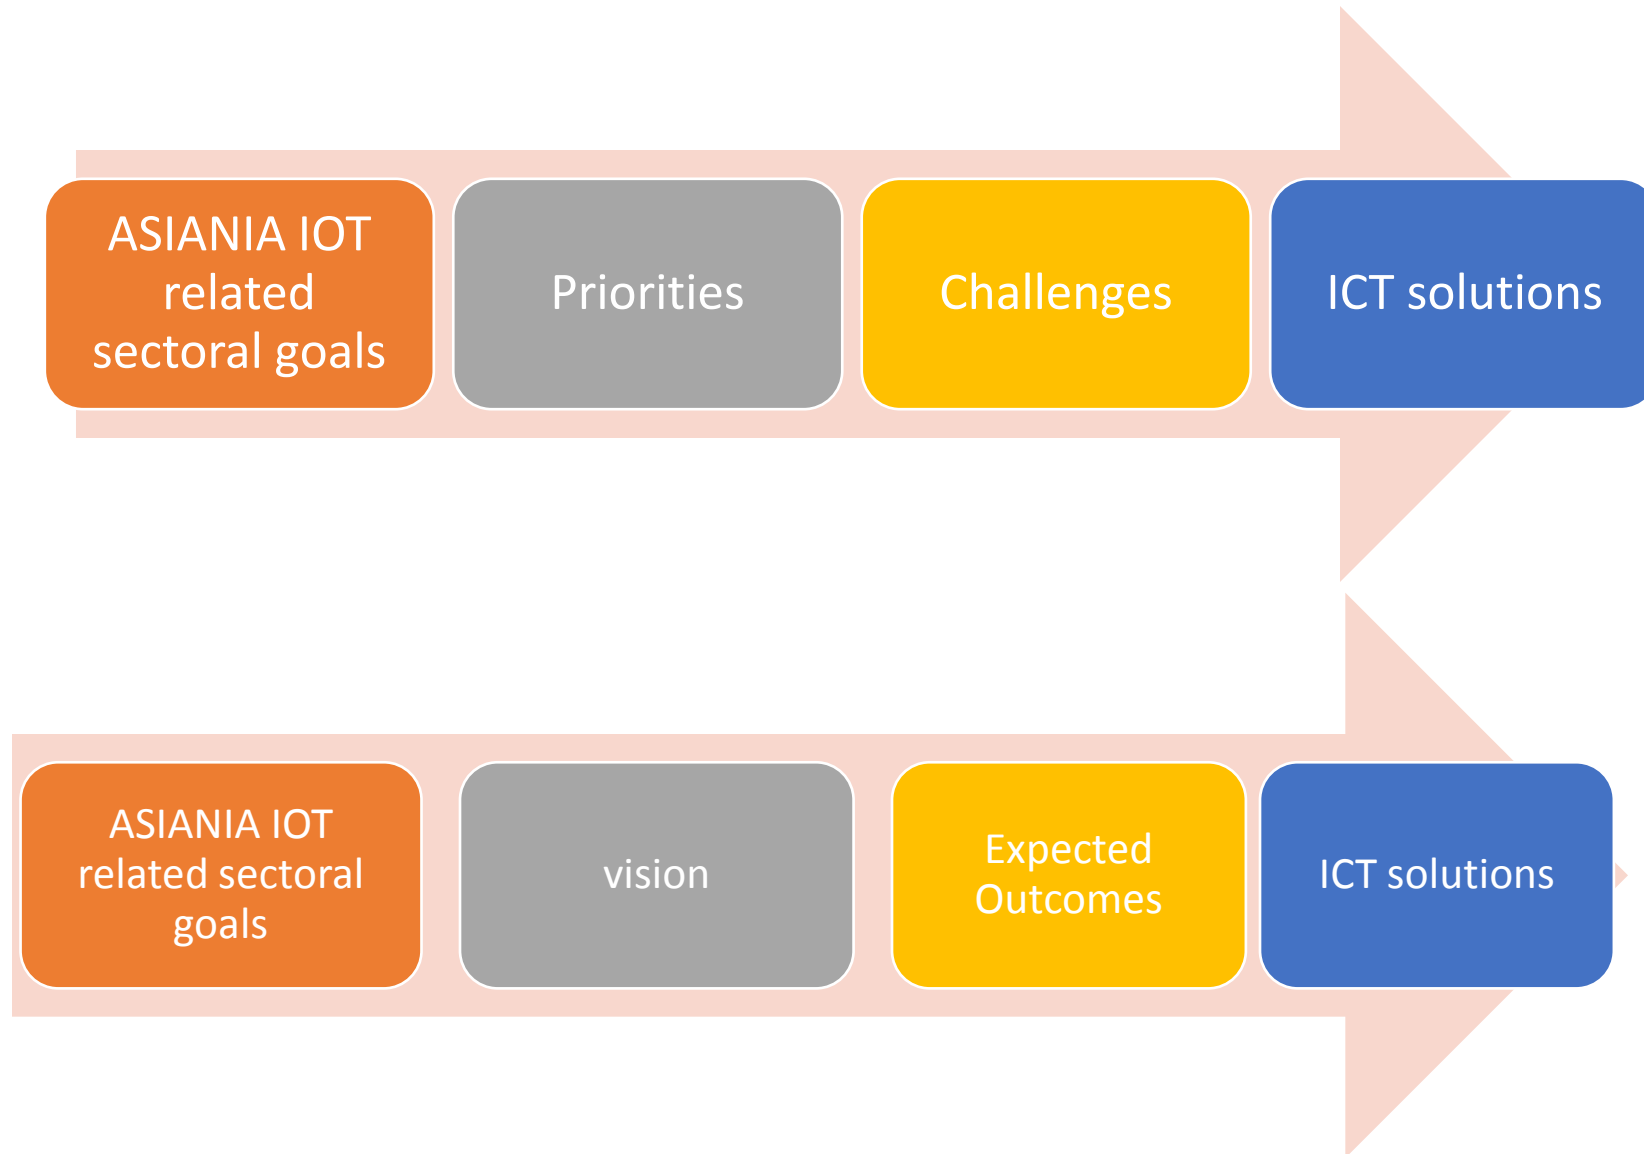 ASIANIA IOT
related
sectoral goals
Priorities
Challenges
ICT solutions
ASIANIA IOT
related sectoral
goals
vision
Expected
Outcomes
ICT solutions